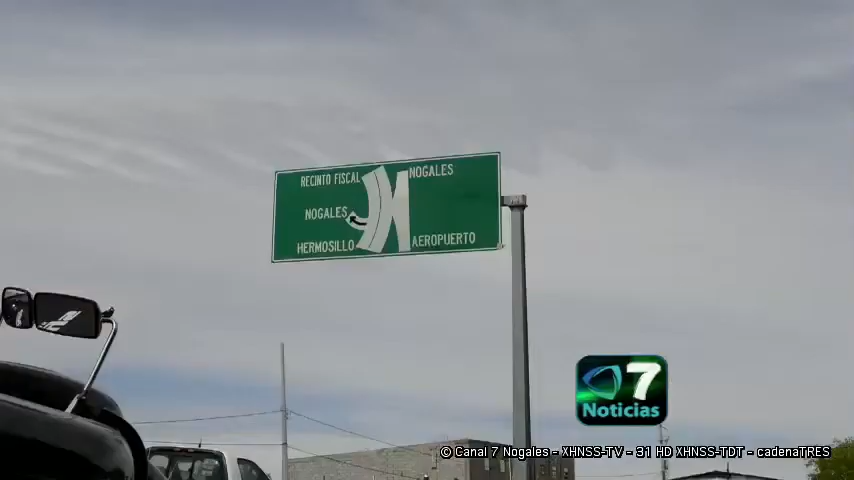 RECINTO FISCAL
NOGALES
NOGALES
HERMOSILLO
AEROPUERTO
7
Noticias
© Canal 7 Nogales - XHNSS-TV - 31 HD XHNSS-TDT - cadenaTRES